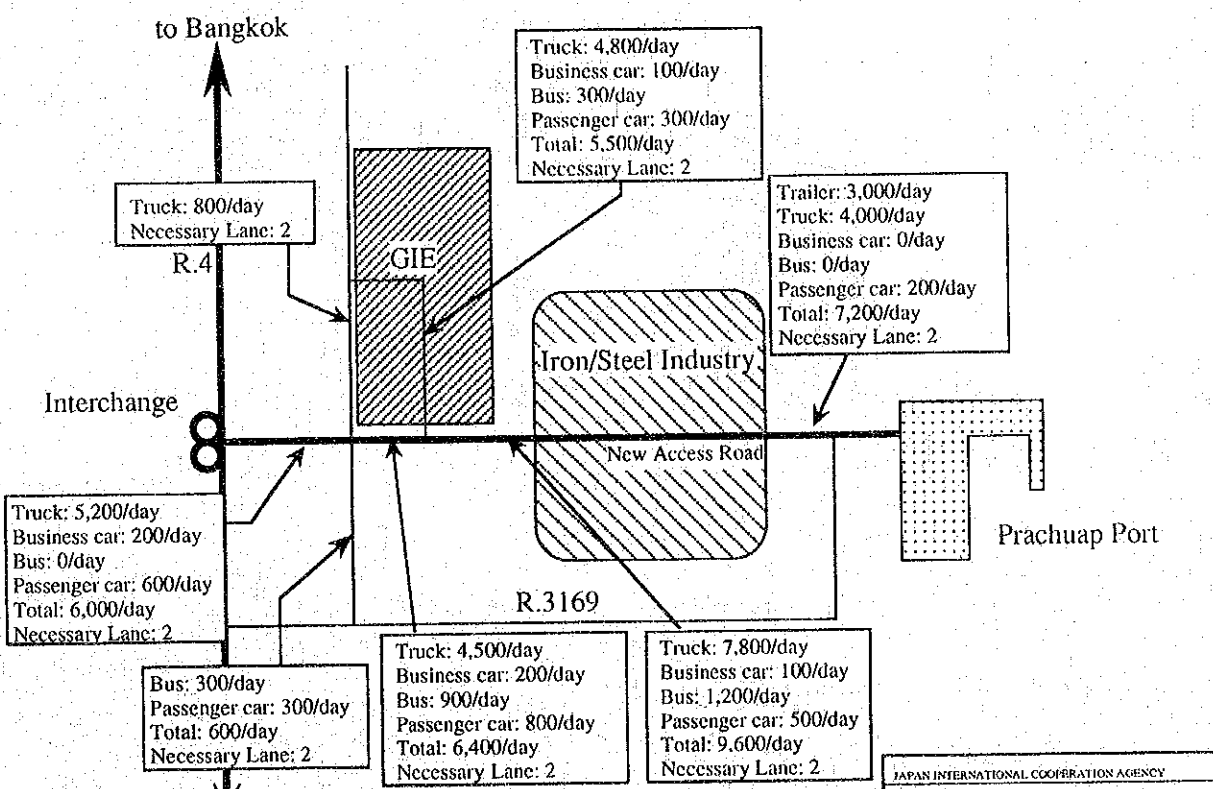 to Bangkok
Truck: 4,800/day
Business car: 100/day
Bus: 300/day
Passenger car: 300/day
Total: 5,500/day
Necessary Lane: 2
Truck: 800/day
Necessary Lane: 2
R.4
GIE
Trailer: 3,000/day
Truck: 4,000/day
Business car: 0/day
Bus: 0/day
Passenger car: 200/day
Total: 7,200/day
Necessary Lane: 2
Iron/Steel Industry
Interchange
New Access Road
Prachuap Port
Truck: 5,200/day
Business car: 200/day
Bus: 0/day
Passenger car: 600/day
Total: 6,000/day
Necessary Lane: 2
R.3169
Bus: 300/day
Passenger car: 300/day
Total: 600/day
Necessary Lane: 2
Truck: 4,500/day
Business car: 200/day
Bus: 900/day
Passenger car: 800/day
Total: 6,400/day
Necessary Lane: 2
Truck: 7,800/day
Business car: 100/day
Bus: 1,200/day
Passenger car: 500/day
Total: 9,600/day
Necessary Lane: 2
JAPAN INTERNATIONAL COOPERATION AGENCY